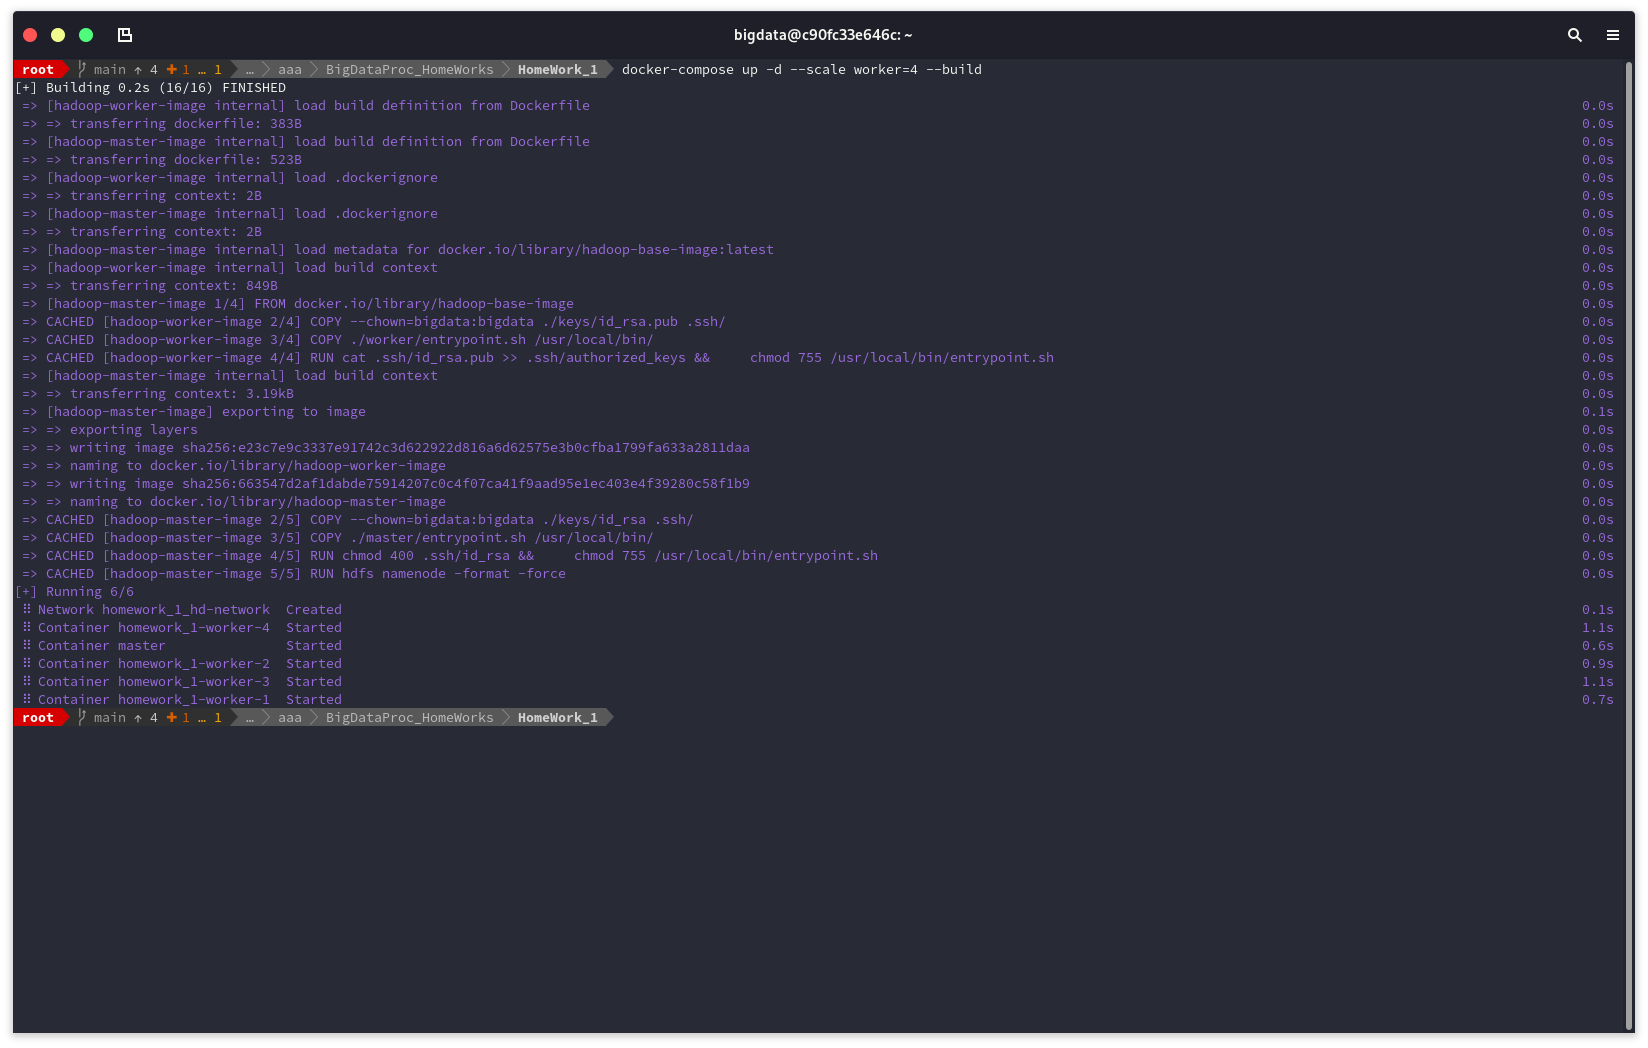 bigdata@c90fc33e646c: ~
root main ↑ 4 ✚ 1 … 1 … aaa BigDataProc_HomeWorks HomeWork_1 docker-compose up -d --scale worker=4 --build
[+] Building 0.2s (16/16) FINISHED
=> [hadoop-worker-image internal] load build definition from Dockerfile 0.0s
=> => transferring dockerfile: 383B 0.0s
=> [hadoop-master-image internal] load build definition from Dockerfile 0.0s
=> => transferring dockerfile: 523B 0.0s
=> [hadoop-worker-image internal] load .dockerignore 0.0s
=> => transferring context: 2B 0.0s
=> [hadoop-master-image internal] load .dockerignore 0.0s
=> => transferring context: 2B 0.0s
=> [hadoop-master-image internal] load metadata for docker.io/library/hadoop-base-image:latest 0.0s
=> [hadoop-worker-image internal] load build context 0.0s
=> => transferring context: 849B 0.0s
=> [hadoop-master-image 1/4] FROM docker.io/library/hadoop-base-image 0.0s
=> CACHED [hadoop-worker-image 2/4] COPY --chown=bigdata:bigdata ./keys/id_rsa.pub .ssh/ 0.0s
=> CACHED [hadoop-worker-image 3/4] COPY ./worker/entrypoint.sh /usr/local/bin/ 0.0s
=> CACHED [hadoop-worker-image 4/4] RUN cat .ssh/id_rsa.pub >> .ssh/authorized_keys &&     chmod 755 /usr/local/bin/entrypoint.sh 0.0s
=> [hadoop-master-image internal] load build context 0.0s
=> => transferring context: 3.19kB 0.0s
=> [hadoop-master-image] exporting to image 0.1s
=> => exporting layers 0.0s
=> => writing image sha256:e23c7e9c3337e91742c3d622922d816a6d62575e3b0cfba1799fa633a2811daa 0.0s
=> => naming to docker.io/library/hadoop-worker-image 0.0s
=> => writing image sha256:663547d2af1dabde75914207c0c4f07ca41f9aad95e1ec403e4f39280c58f1b9 0.0s
=> => naming to docker.io/library/hadoop-master-image 0.0s
=> CACHED [hadoop-master-image 2/5] COPY --chown=bigdata:bigdata ./keys/id_rsa .ssh/ 0.0s
=> CACHED [hadoop-master-image 3/5] COPY ./master/entrypoint.sh /usr/local/bin/ 0.0s
=> CACHED [hadoop-master-image 4/5] RUN chmod 400 .ssh/id_rsa &&     chmod 755 /usr/local/bin/entrypoint.sh 0.0s
=> CACHED [hadoop-master-image 5/5] RUN hdfs namenode -format -force 0.0s
[+] Running 6/6
⠿ Network homework_1_hd-network  Created 0.1s
⠿ Container homework_1-worker-4  Started 1.1s
⠿ Container master               Started 0.6s
⠿ Container homework_1-worker-2  Started 0.9s
⠿ Container homework_1-worker-3  Started 1.1s
⠿ Container homework_1-worker-1  Started 0.7s
root main ↑ 4 ✚ 1 … 1 … aaa BigDataProc_HomeWorks HomeWork_1